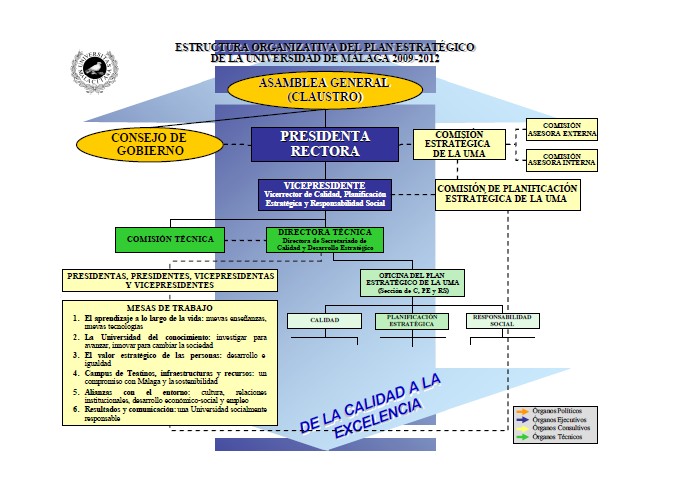 ESTRUCTURA ORGANIZATIVA DEL PLAN ESTRATÉGICO
DE LA UNIVERSIDAD DE MÁLAGA 2009-2012
ASAMBLEA GENERAL
(CLAUSTRO)
CONSEJO DE
GOBIERNO
PRESIDENTA
RECTORA
COMISIÓN
ESTRATÉGICA
DE LA UMA
COMISIÓN
ASESORA EXTERNA
COMISIÓN
ASESORA INTERNA
VICEPRESIDENTE
Vicerrector de Calidad, Planificación
Estratégica y Responsabilidad Social
COMISIÓN DE PLANIFICACIÓN
ESTRATÉGICA DE LA UMA
COMISIÓN TÉCNICA
DIRECTORA TÉCNICA
Directora de Secretariado de
Calidad y Desarrollo Estratégico
PRESIDENTAS, PRESIDENTES, VICEPRESIDENTAS
Y VICEPRESIDENTES
OFICINA DEL PLAN
ESTRATÉGICO DE LA UMA
(Sección de C, PE y RS)
MESAS DE TRABAJO
1. El aprendizaje a lo largo de la vida: nuevas enseñanzas,
nuevas tecnologías
2. La Universidad del conocimiento: investigar para
avanzar, innovar para cambiar la sociedad
3. El valor estratégico de las personas: desarrollo e
igualdad
4. Campus de Teatinos, infraestructuras y recursos: un
compromiso con Málaga y la sostenibilidad
5. Alianzas con el entorno: cultura, relaciones
institucionales, desarrollo económico-social y empleo
6. Resultados y comunicación: una Universidad socialmente
responsable
CALIDAD
PLANIFICACIÓN
ESTRATÉGICA
RESPONSABILIDAD
SOCIAL
DE LA CALIDAD A LA
EXCELENCIA
Órganos Políticos
Órganos Ejecutivos
Órganos Consultivos
Órganos Técnicos